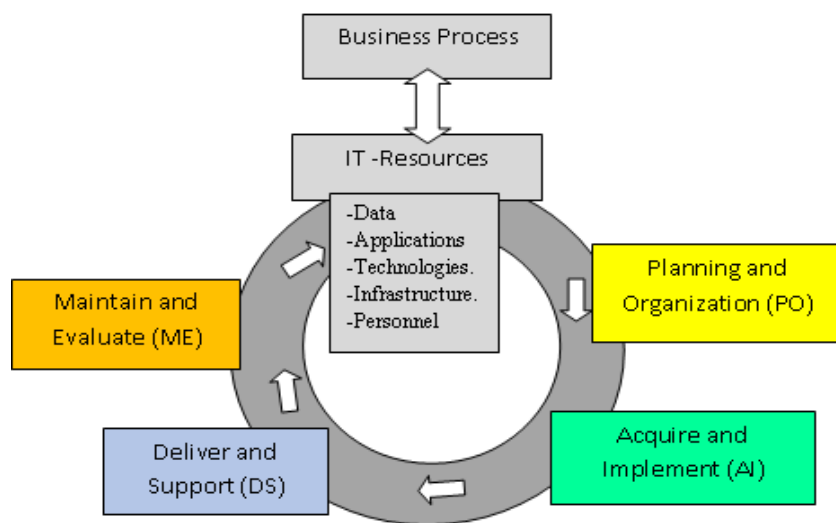 Business Process
IT -Resources
-Data
-Applications
-Technologies.
-Infrastructure.
-Personnel
Planning and
Organization (PO)
Maintain and
Evaluate (ME)
Acquire and
Implement (AI)
Deliver and
Support (DS)